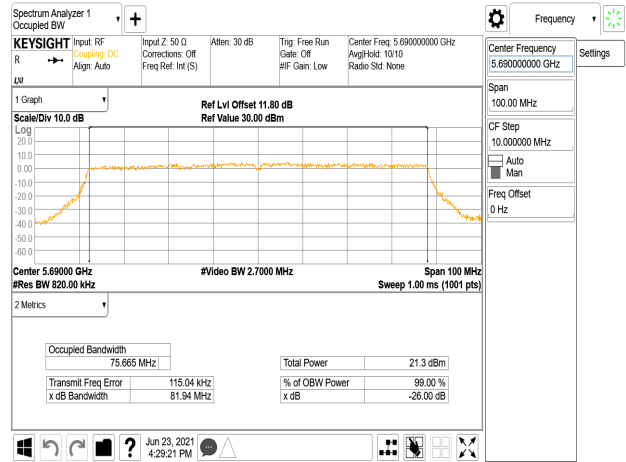 Spectrum Analyzer 1
Occupied BW
Frequency
KEYSIGHT
R
LXI
Input: RF
Coupling: DC
Align: Auto
Input Z: 50 Ω
Corrections: Off
Freq Ref: Int (S)
Atten: 30 dB
Trig: Free Run
Gate: Off
#IF Gain: Low
Center Freq: 5.690000000 GHz
Avg|Hold: 10/10
Radio Std: None
Center Frequency
5.690000000 GHz
Settings
Span
100.00 MHz
CF Step
10.000000 MHz
Auto
Man
Freq Offset
0 Hz
1 Graph
Scale/Div 10.0 dB
Ref Lvl Offset 11.80 dB
Ref Value 30.00 dBm
Log
20.0
10.0
0.00
-10.0
-20.0
-30.0
-40.0
-50.0
-60.0
Center 5.69000 GHz
#Video BW 2.7000 MHz
Span 100 MHz
#Res BW 820.00 kHz
Sweep 1.00 ms (1001 pts)
2 Metrics
Occupied Bandwidth
75.665 MHz
Total Power 21.3 dBm
Transmit Freq Error 115.04 kHz
% of OBW Power 99.00 %
x dB Bandwidth 81.94 MHz
x dB -26.00 dB
?
Jun 23, 2021
4:29:21 PM